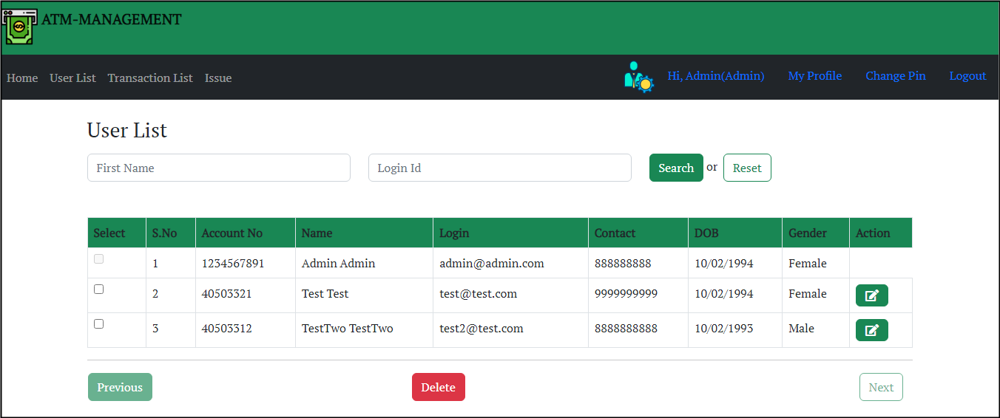 ATM-MANAGEMENT
Home User List Transaction List Issue Hi, Admin(Admin) My Profile Change Pin Logout
User List
First Name Login Id Search or Reset
Select S.No Account No Name Login Contact DOB Gender Action
1 1234567891 Admin Admin admin@admin.com 888888888 10/02/1994 Female
2 40503321 Test Test test@test.com 9999999999 10/02/1994 Female
3 40503312 TestTwo TestTwo test2@test.com 8888888888 10/02/1993 Male
Previous Delete Next